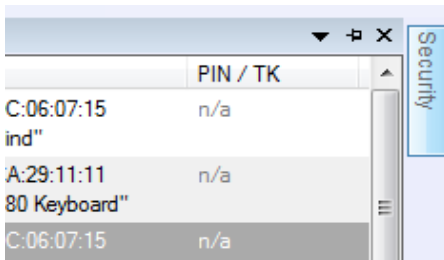 PIN / TK
C:06:07:15 n/a
ind"
A:29:11:11 n/a
80 Keyboard"
C:06:07:15 n/a
Security